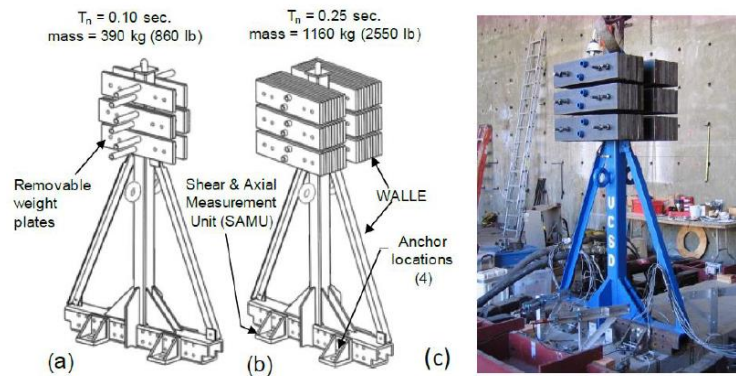 Tn = 0.10 sec.
mass = 390 kg (860 lb)
Tn = 0.25 sec.
mass = 1160 kg (2550 lb)
Removable
weight
plates
Shear & Axial
Measurement
Unit (SAMU)
WALLE
Anchor
locations
(4)
(a)
(b)
(c)
UCSD